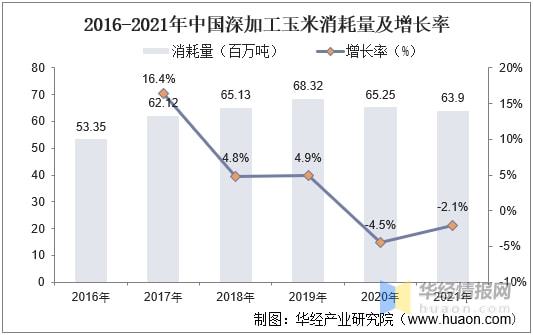 2016-2021年中国深加工玉米消耗量及增长率
消耗量（百万吨） 增长率（%）
80 70 60 50 40 30 20 10 0
53.35 62.12 65.13 68.32 65.25 63.9
16.4% 4.8% 4.9% -4.5% -2.1%
20% 15% 10% 5% 0% -5% -10%
2016年 2017年 2018年 2019年 2020年 2021年
华经情报网
huaon.com
制图：华经产业研究院（www.huaon.com）